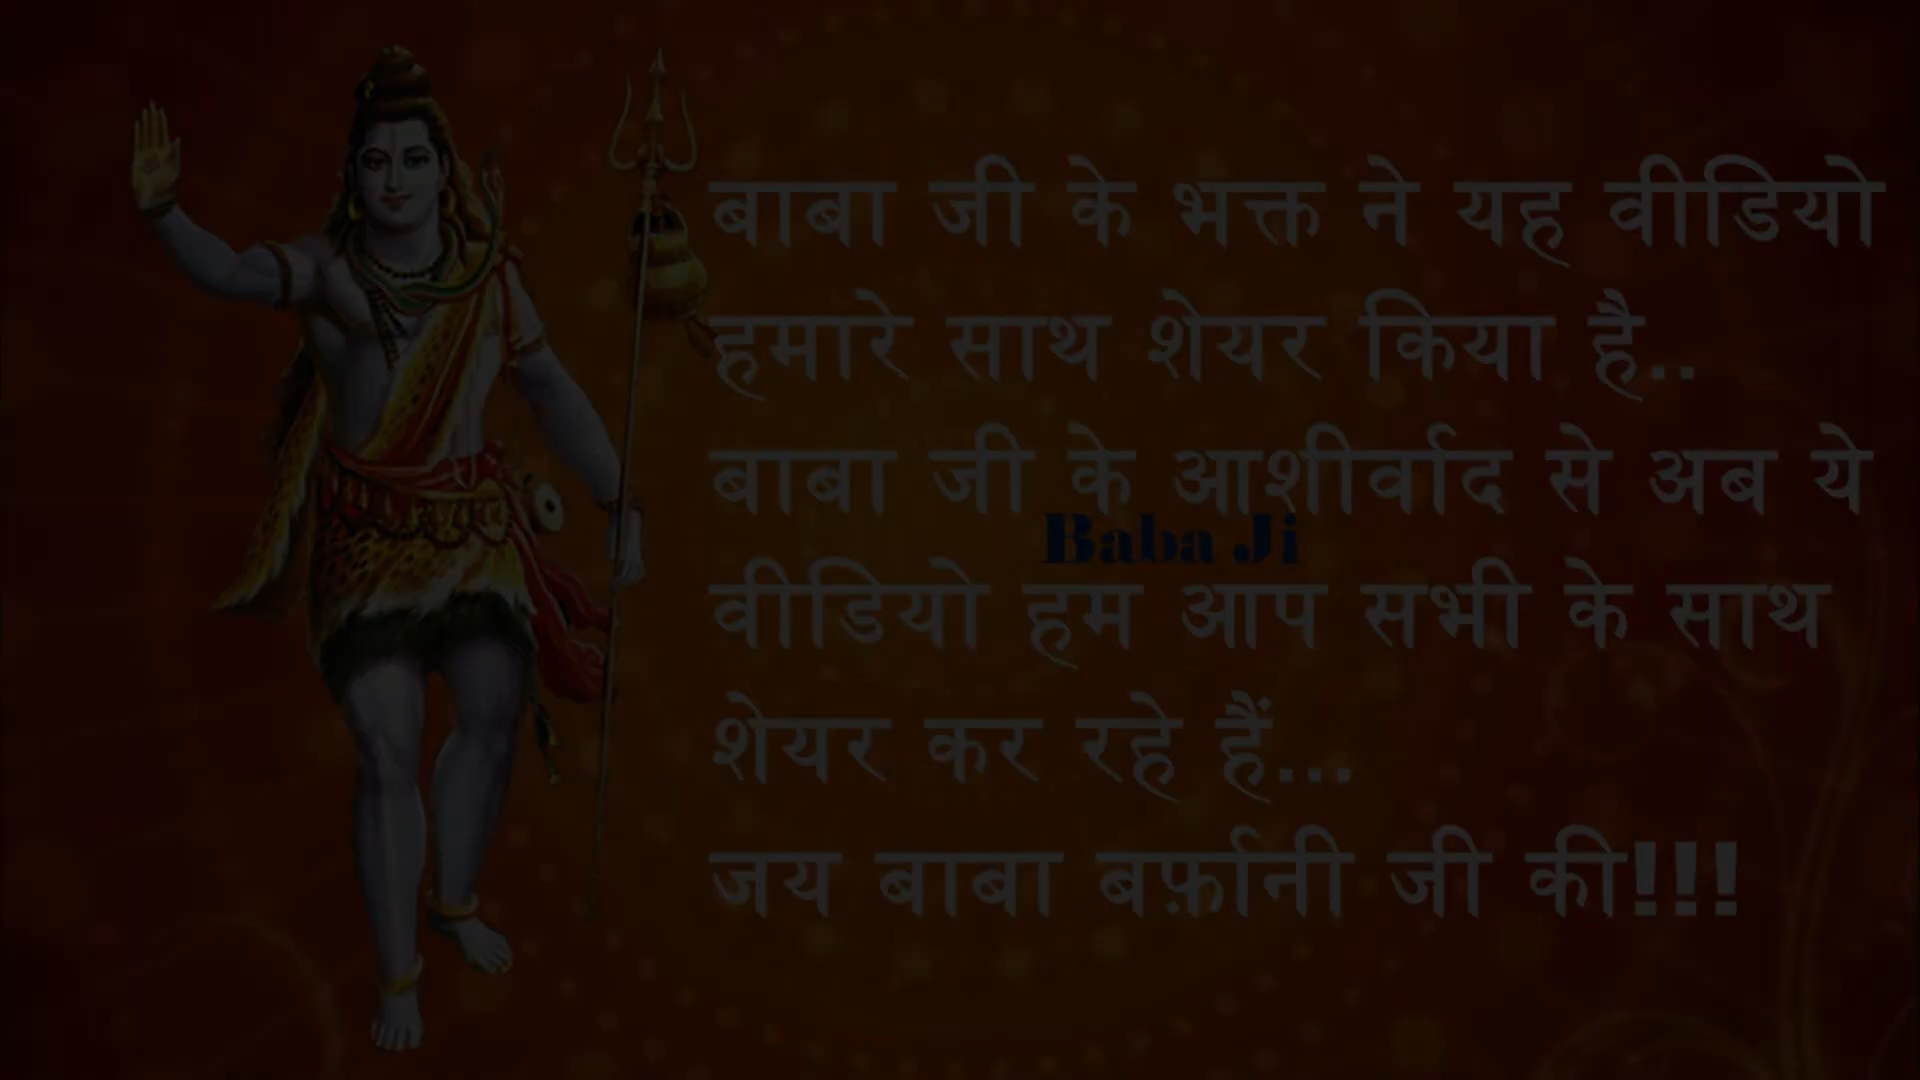 बाबा जी के भक्त ने यह वीडियो
हमारे साथ शेयर किया है..
बाबा जी के आशीर्वाद से अब ये
Baba Ji
वीडियो हम आप सभी के साथ
शेयर कर रहे हैं...
जय बाबा बर्फ़ानी जी की!!!